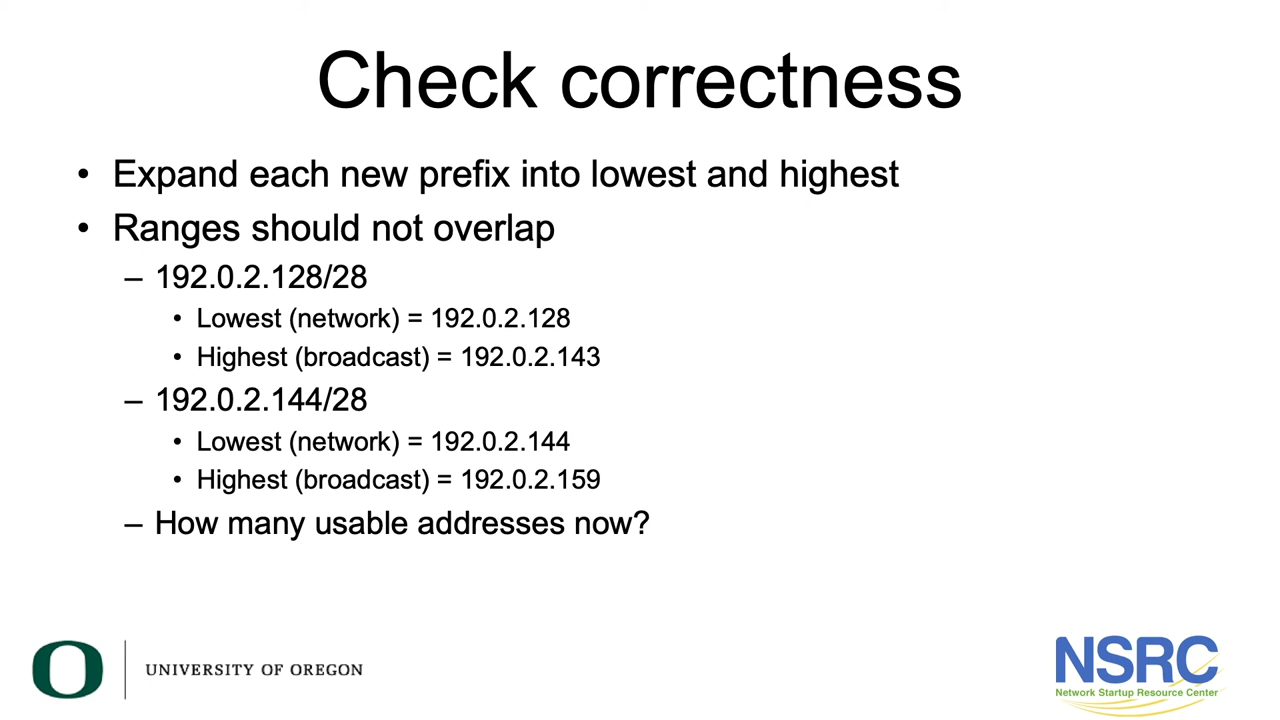 Check correctness
• Expand each new prefix into lowest and highest
• Ranges should not overlap
– 192.0.2.128/28
• Lowest (network) = 192.0.2.128
• Highest (broadcast) = 192.0.2.143
– 192.0.2.144/28
• Lowest (network) = 192.0.2.144
• Highest (broadcast) = 192.0.2.159
– How many usable addresses now?
O
UNIVERSITY OF OREGON
NSRC
Network Startup Resource Center